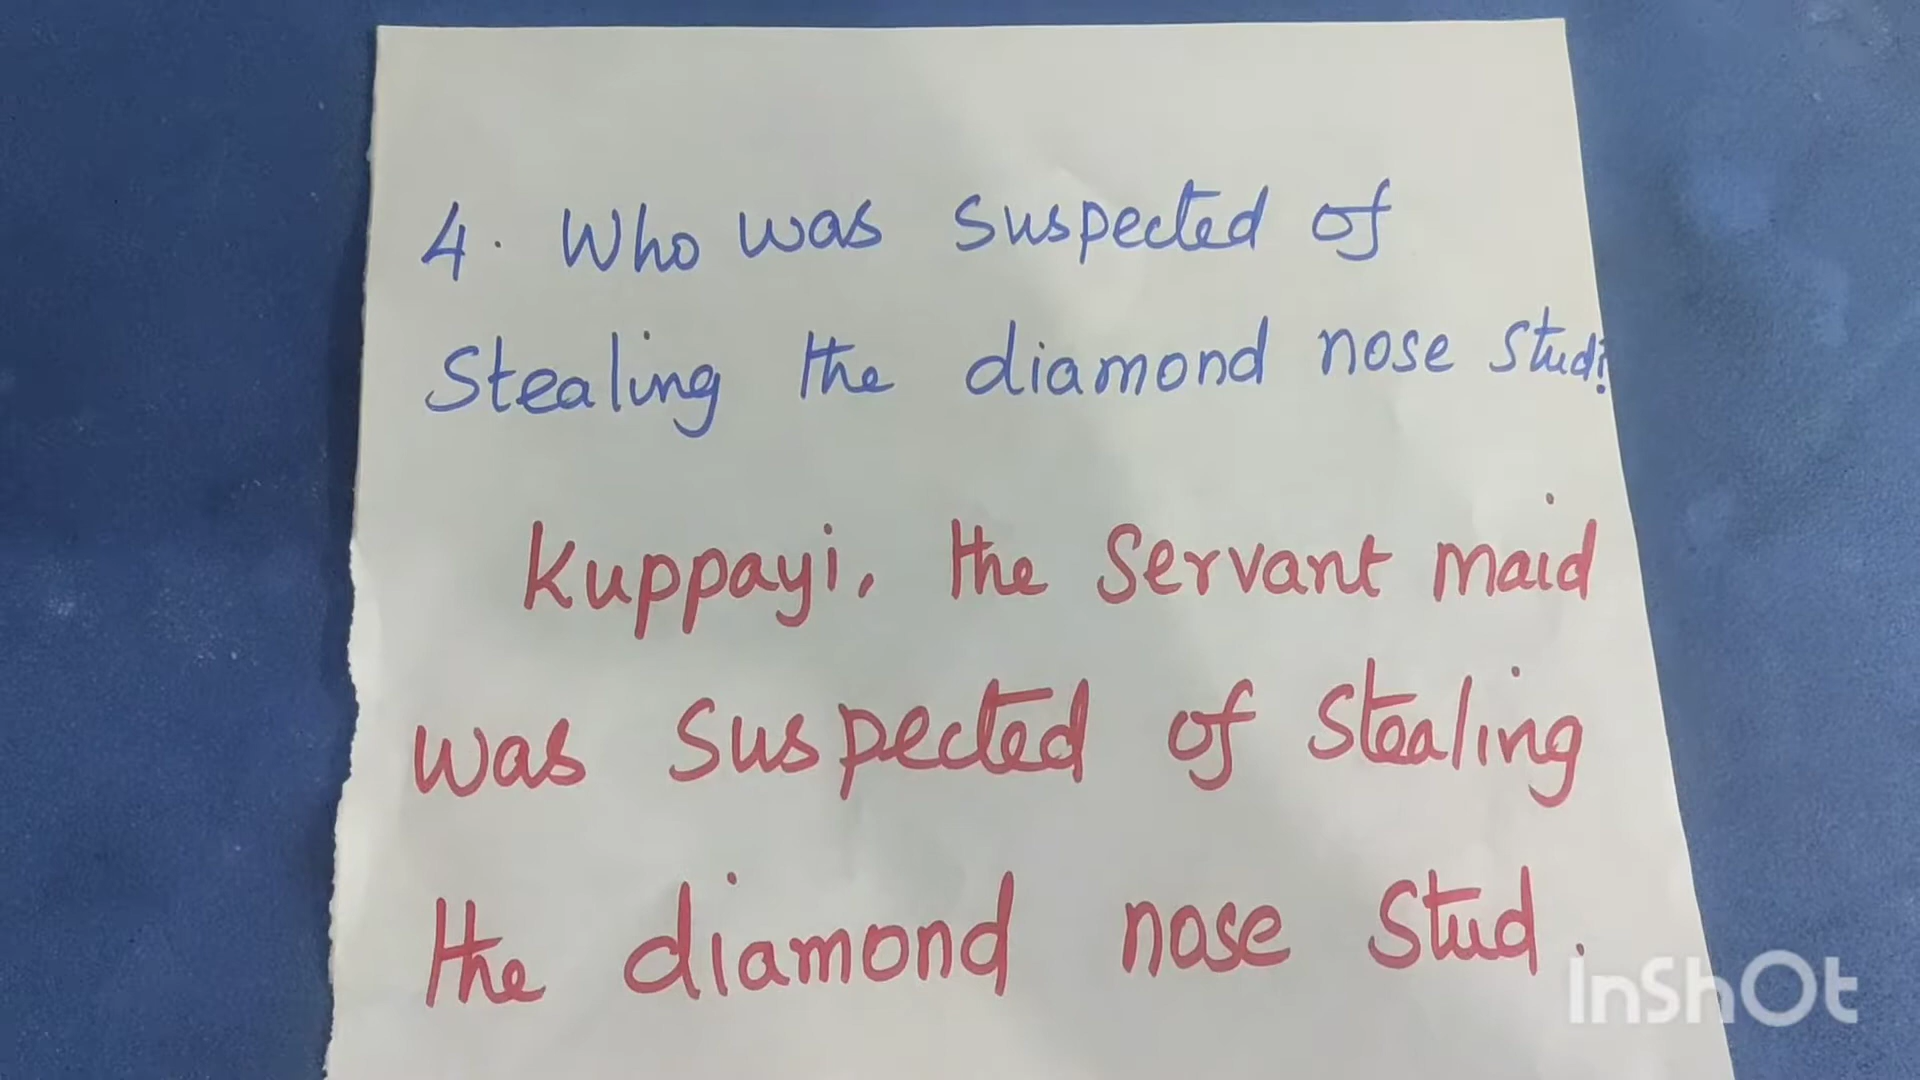 4. Who was suspected of
Stealing the diamond nose stud?
Kuppayi, the servant maid
was suspected of stealing
the diamond nose stud.
InShOt